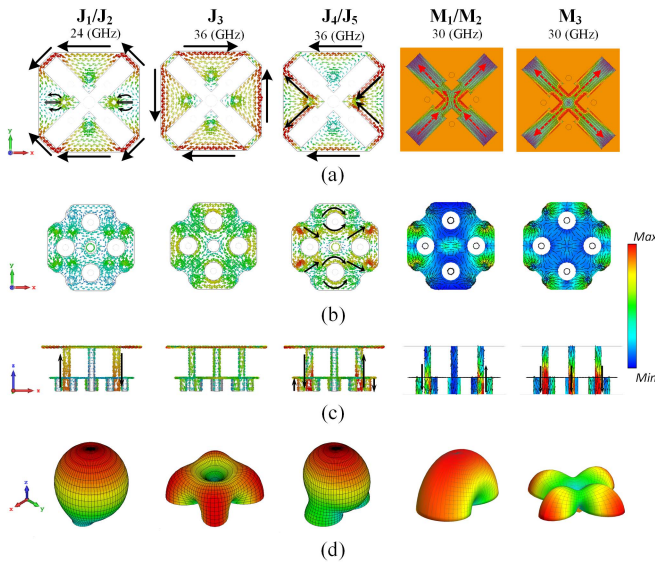 J1/J2 J3 J4/J5 M1/M2 M3
24 (GHz) 36 (GHz) 36 (GHz) 30 (GHz) 30 (GHz)
y
x
(a)
Max
y
x
(b)
Min
z
x
(c)
z
x y
(d)